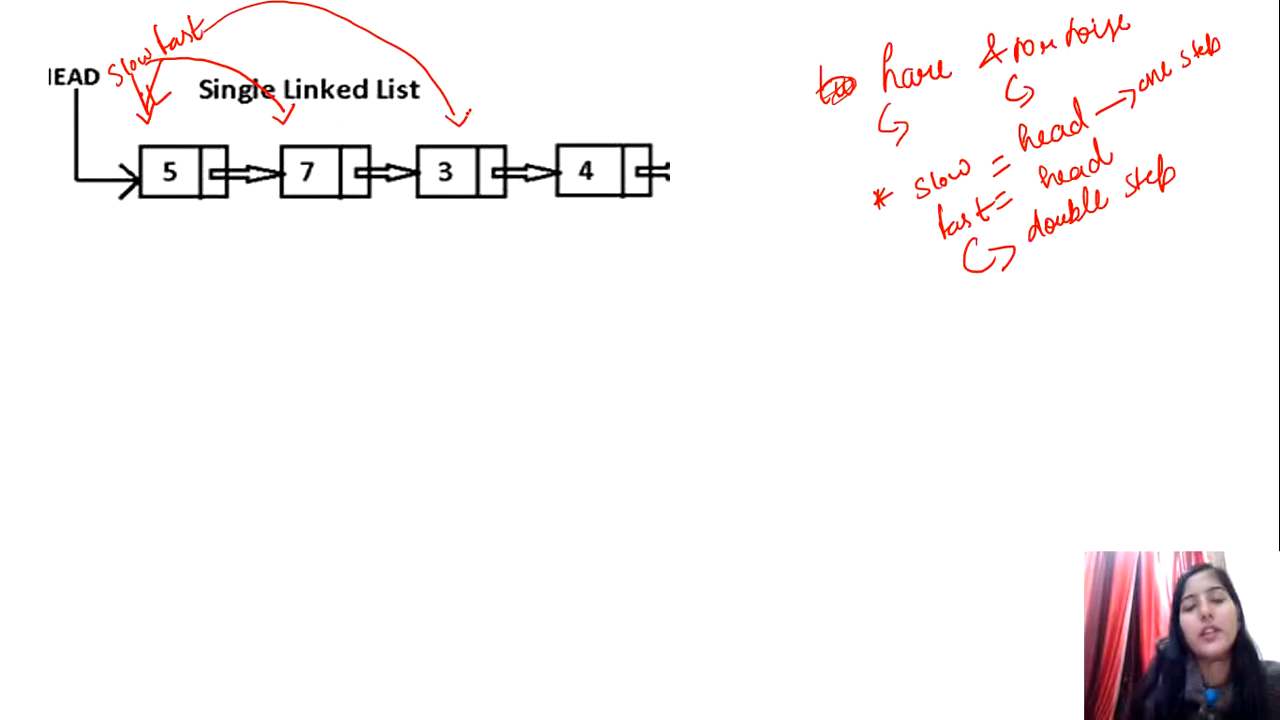 slow fast
IEAD
Single Linked List
5 7 3 4
hare & tortoise
* slow = head → one step
fast = head
double step